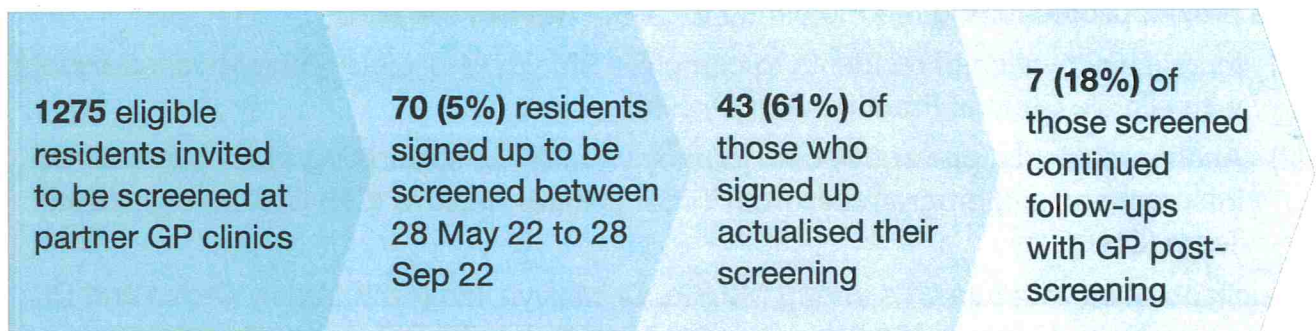 1275 eligible
residents invited
to be screened at
partner GP clinics
70 (5%) residents
signed up to be
screened between
28 May 22 to 28
Sep 22
43 (61%) of
those who
signed up
actualised their
screening
7 (18%) of
those screened
continued
follow-ups
with GP post-
screening